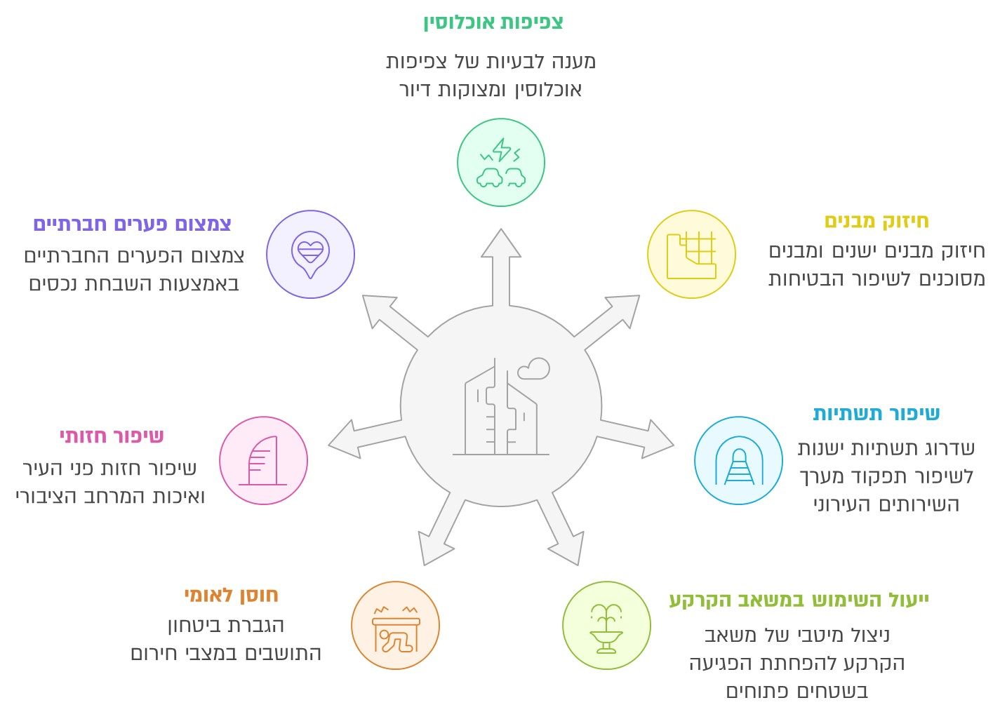 צפיפות אוכלוסין
מענה לבעיות של צפיפות
אוכלוסין ומצוקות דיור
חיזוק מבנים
חיזוק מבנים ישנים ומבנים
מסוכנים לשיפור הבטיחות
שיפור תשתיות
שדרוג תשתיות ישנות
לשיפור תפקוד מערך
השירותים העירוני
ייעול השימוש במשאב הקרקע
ניצול מיטבי של משאב
הקרקע להפחתת הפגיעה
בשטחים פתוחים
חוסן לאומי
הגברת ביטחון
התושבים במצבי חירום
שיפור חזותי
שיפור חזות פני העיר
ואיכות המרחב הציבורי
צמצום פערים חברתיים
צמצום הפערים החברתיים
באמצעות השבחת נכסים